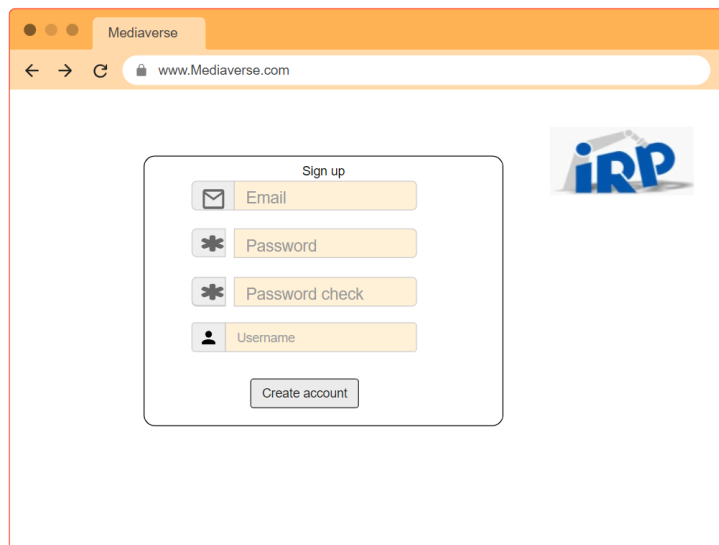 Mediaverse
www.Mediaverse.com
iRP
Sign up
Email
Password
Password check
Username
Create account